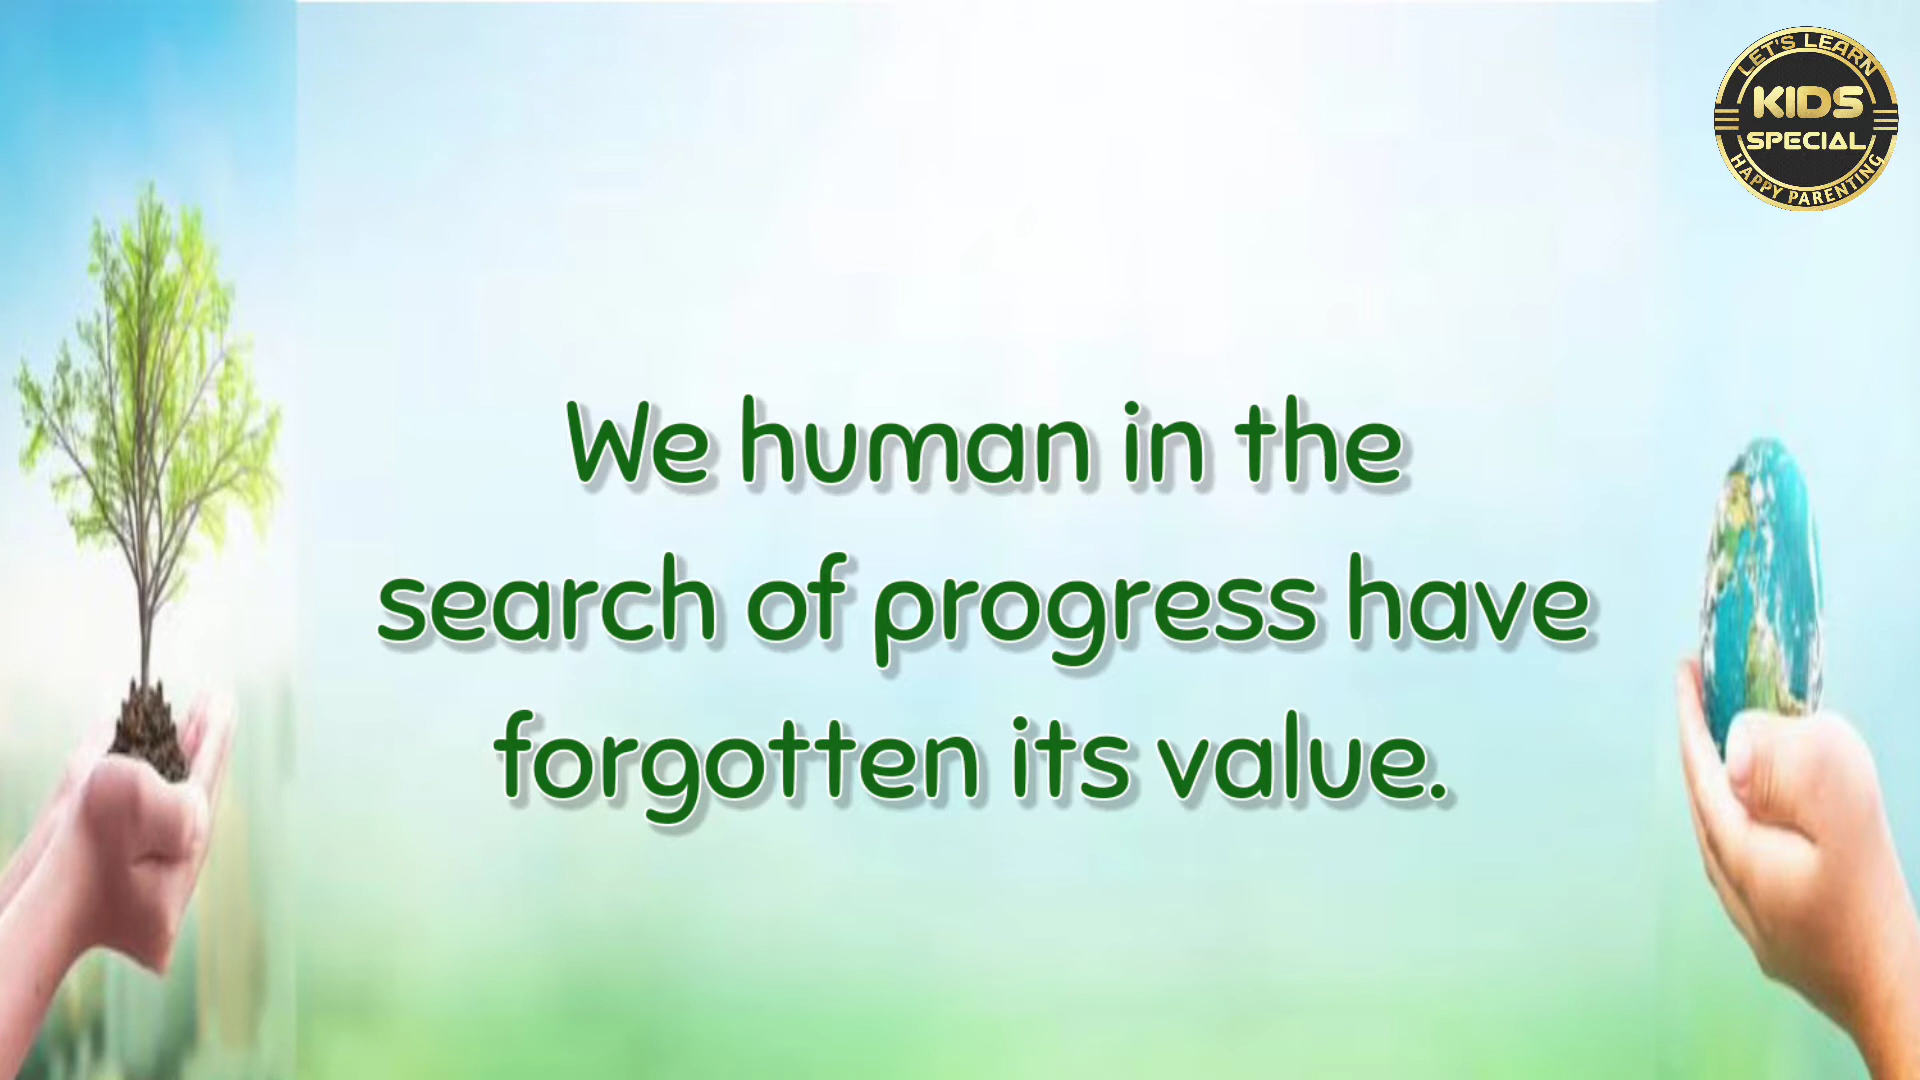 LET'S LEARN
KIDS
SPECIAL
HAPPY PARENTING
We human in the
search of progress have
forgotten its value.